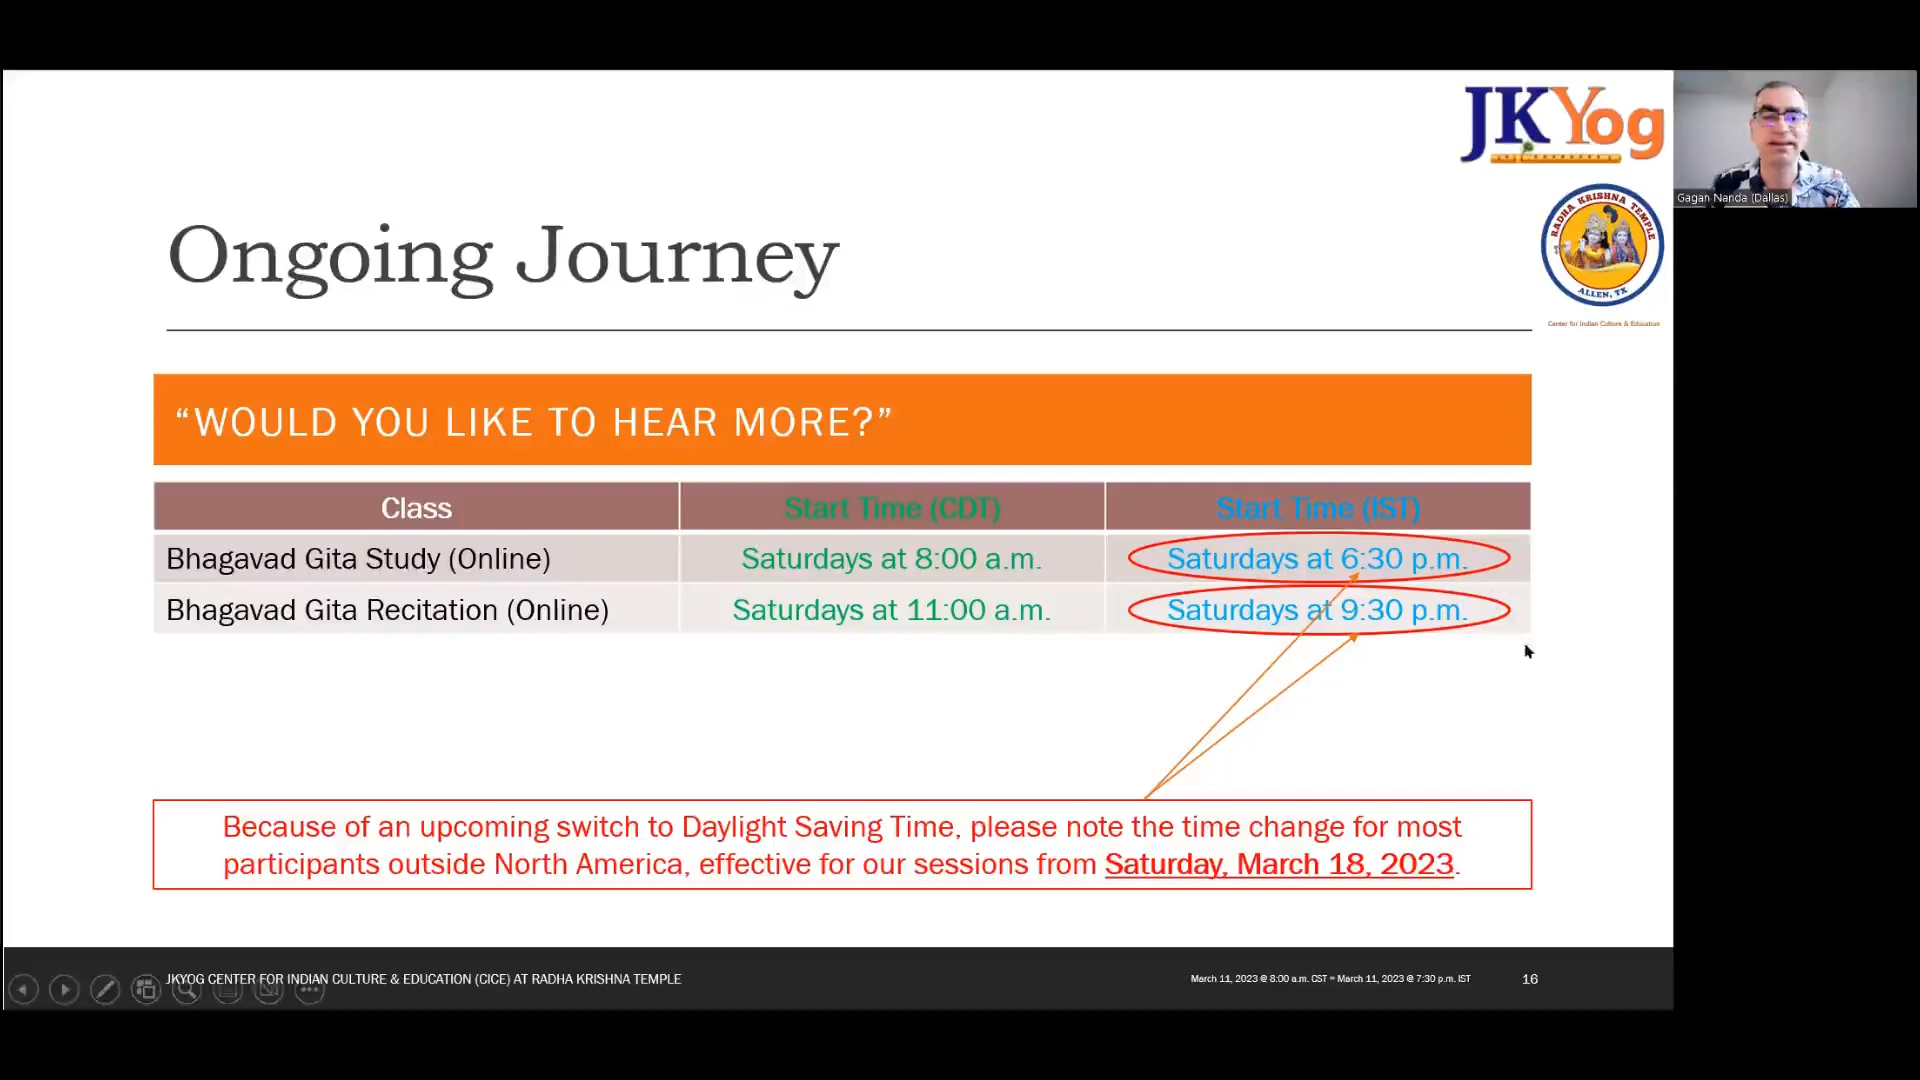 JKYog
Gagan Nanda (Dallas)
RADHA KRISHNA TEMPLE
ALLEN, TX
Center for Indian Culture & Education
Ongoing Journey
“WOULD YOU LIKE TO HEAR MORE?”
Class Start Time (CDT) Start Time (IST)
Bhagavad Gita Study (Online) Saturdays at 8:00 a.m. Saturdays at 6:30 p.m.
Bhagavad Gita Recitation (Online) Saturdays at 11:00 a.m. Saturdays at 9:30 p.m.
Because of an upcoming switch to Daylight Saving Time, please note the time change for most
participants outside North America, effective for our sessions from Saturday, March 18, 2023.
JKYOG CENTER FOR INDIAN CULTURE & EDUCATION (CICE) AT RADHA KRISHNA TEMPLE
March 11, 2023 @ 8:00 a.m. CST = March 11, 2023 @ 7:30 p.m. IST
16